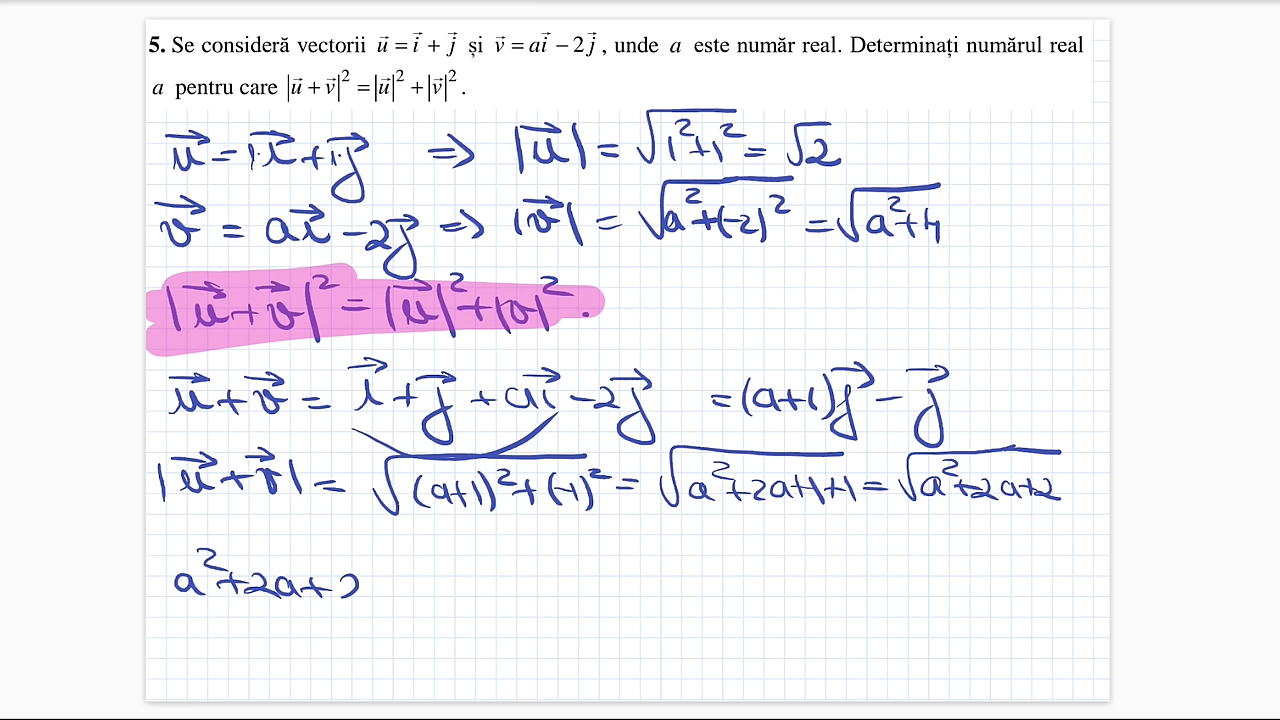 5. Se consideră vectorii u⃗ = i⃗ + j⃗ și v⃗ = ai⃗ − 2j⃗, unde a este număr real. Determinați numărul real
a pentru care |u⃗ + v⃗|² = |u⃗|² + |v⃗|².
u⃗ = 1·i⃗ + 1·j⃗ ⇒ |u⃗| = √(1² + 1²) = √2
v⃗ = ai⃗ − 2j⃗ ⇒ |v⃗| = √(a² + (−2)²) = √(a² + 4)
|u⃗ + v⃗|² = |u⃗|² + |v|².
u⃗ + v⃗ = i⃗ + j⃗ + ai⃗ − 2j⃗ = (a+1)j⃗ − j⃗
|u⃗ + v⃗| = √((a+1)² + (−1)²) = √(a² + 2a + 1 + 1) = √(a² + 2a + 2)
a² + 2a + 2